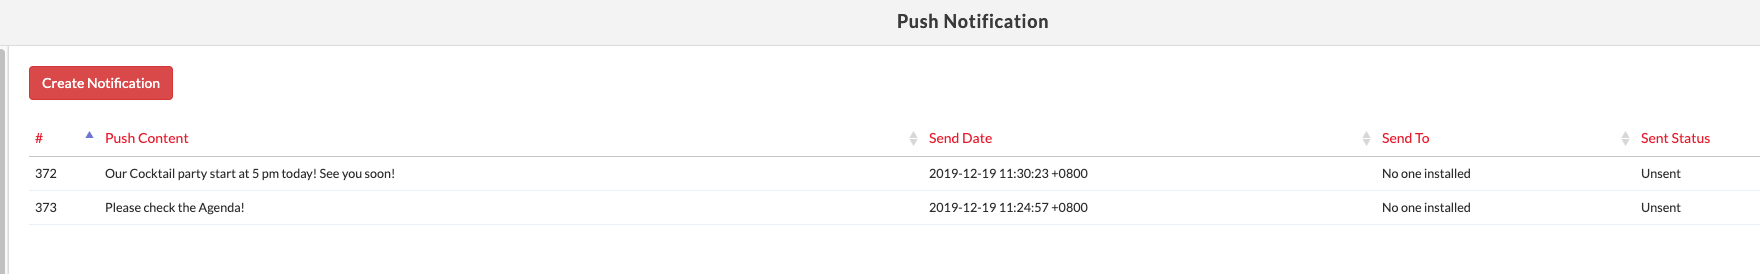 Push Notification
Create Notification
# Push Content Send Date Send To Sent Status
372 Our Cocktail party start at 5 pm today! See you soon! 2019-12-19 11:30:23 +0800 No one installed Unsent
373 Please check the Agenda! 2019-12-19 11:24:57 +0800 No one installed Unsent